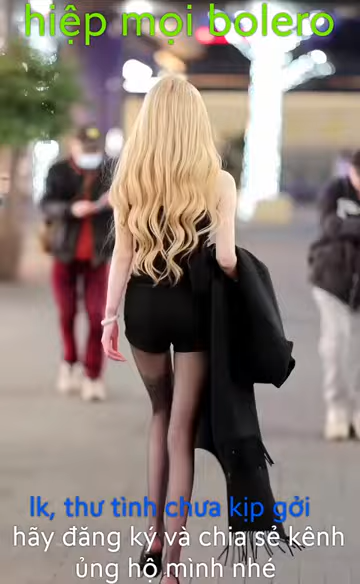 hiệp mọi bolero
lk, thư tình chưa kịp gởi
hãy đăng ký và chia sẻ kênh
ủng hộ mình nhé